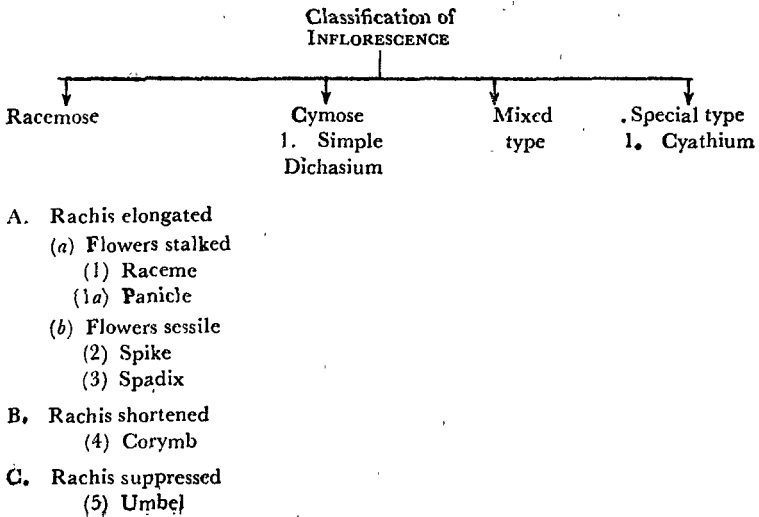 Classification of
INFLORESCENCE
Racemose
Cymose
1. Simple
Dichasium
Mixed
type
Special type
1. Cyathium
A. Rachis elongated
(a) Flowers stalked
(1) Raceme
(1a) Panicle
(b) Flowers sessile
(2) Spike
(3) Spadix
B. Rachis shortened
(4) Corymb
C. Rachis suppressed
(5) Umbel